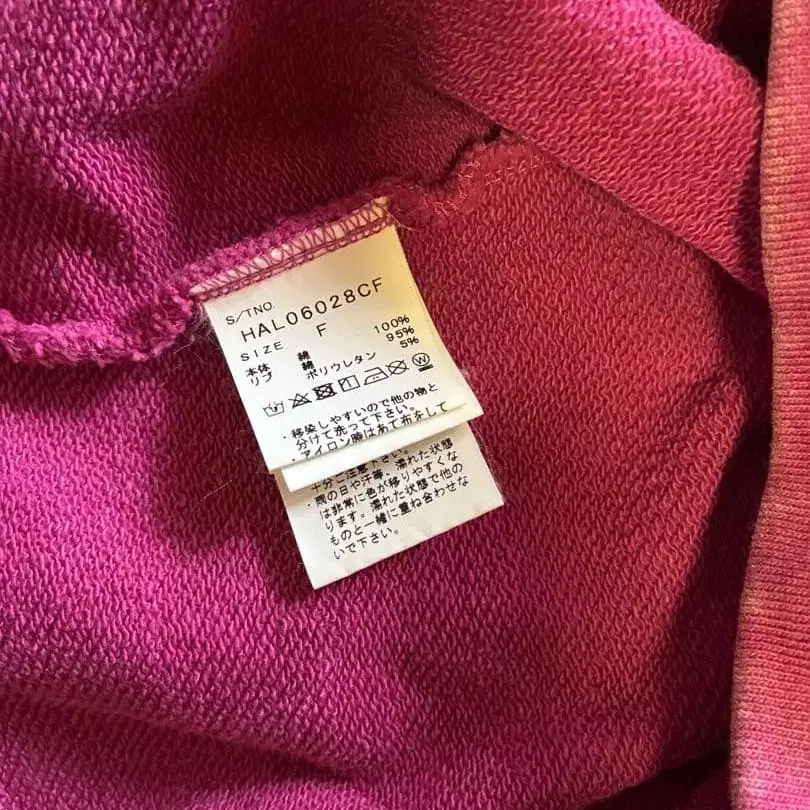 S/TNO.
HAL06028CF
SIZE F
本体 綿 100%
リブ 綿 95%
ポリウレタン 5%
・移染しやすいので他の物と
分けて洗って下さい。
・アイロン時はあて布をして
十分ご注意下さい。
・雨の日や汗等、濡れた状態
は非常に色が移りやすくな
ります。濡れた状態で他の
ものと一緒に重ね合わせな
いで下さい。